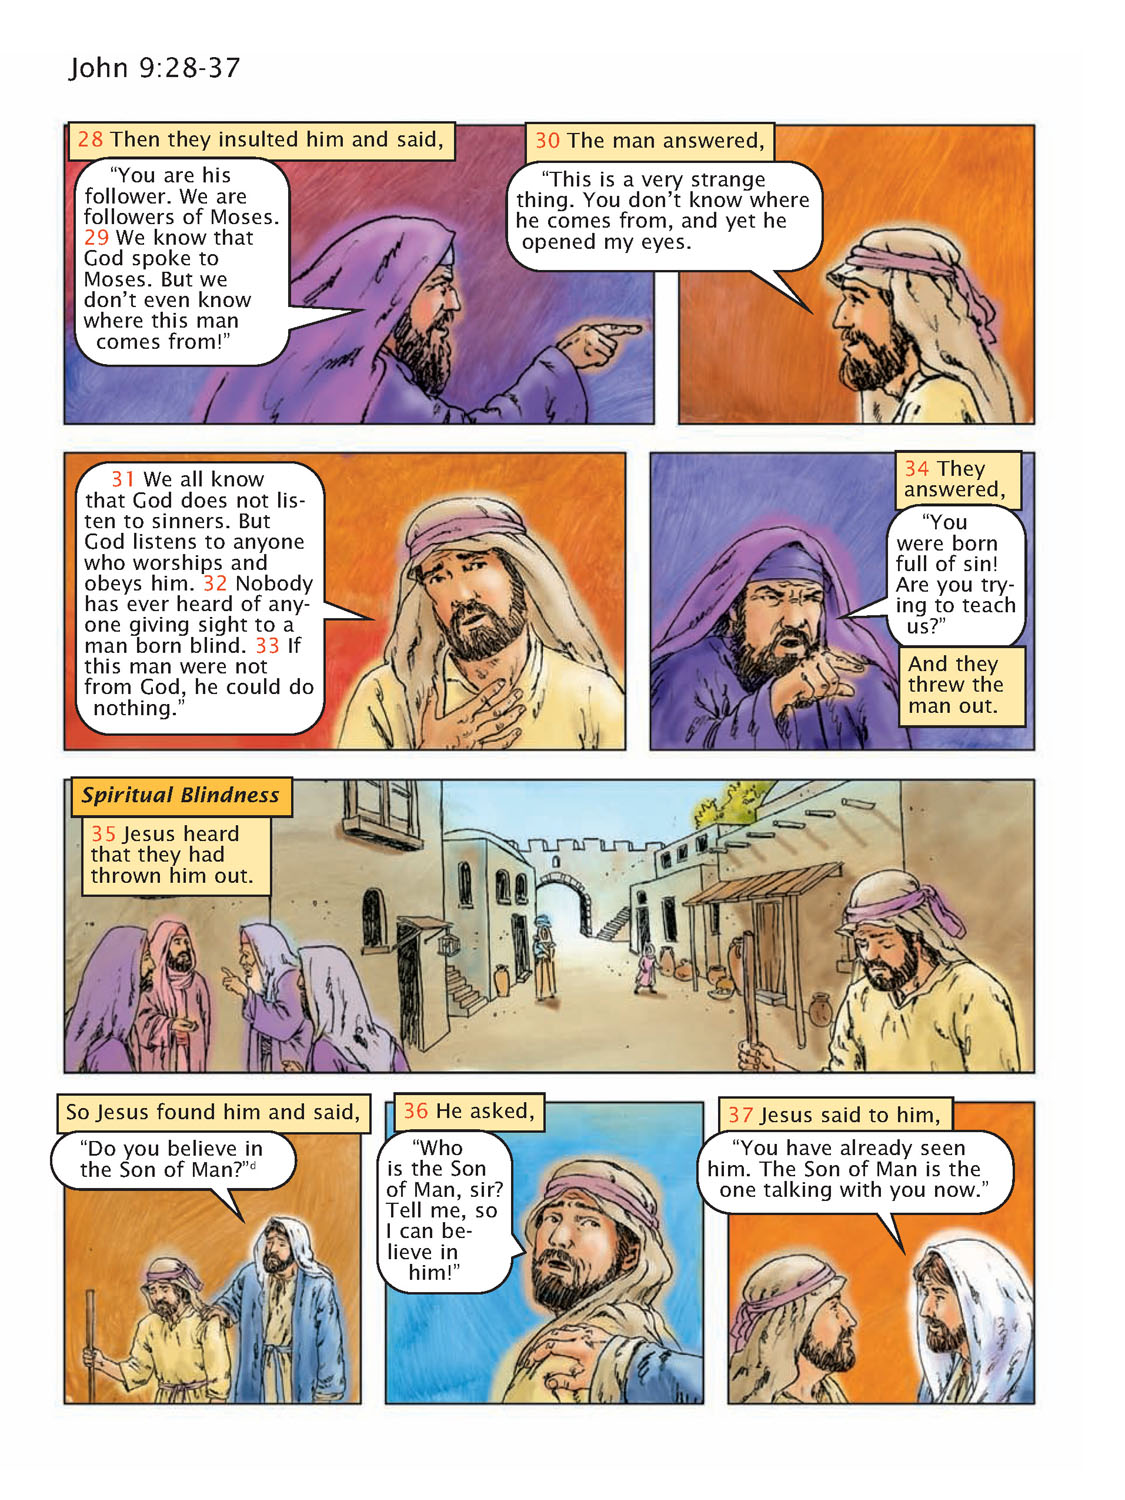 John 9:28-37
28 Then they insulted him and said,
“You are his
follower. We are
followers of Moses.
29 We know that
God spoke to
Moses. But we
don’t even know
where this man
comes from!”
30 The man answered,
“This is a very strange
thing. You don’t know where
he comes from, and yet he
opened my eyes.
31 We all know
that God does not lis-
ten to sinners. But
God listens to anyone
who worships and
obeys him. 32 Nobody
has ever heard of any-
one giving sight to a
man born blind. 33 If
this man were not
from God, he could do
nothing.”
34 They
answered,
“You
were born
full of sin!
Are you try-
ing to teach
us?”
And they
threw the
man out.
Spiritual Blindness
35 Jesus heard
that they had
thrown him out.
So Jesus found him and said,
“Do you believe in
the Son of Man?”d
36 He asked,
“Who
is the Son
of Man, sir?
Tell me, so
I can be-
lieve in
him!”
37 Jesus said to him,
“You have already seen
him. The Son of Man is the
one talking with you now.”